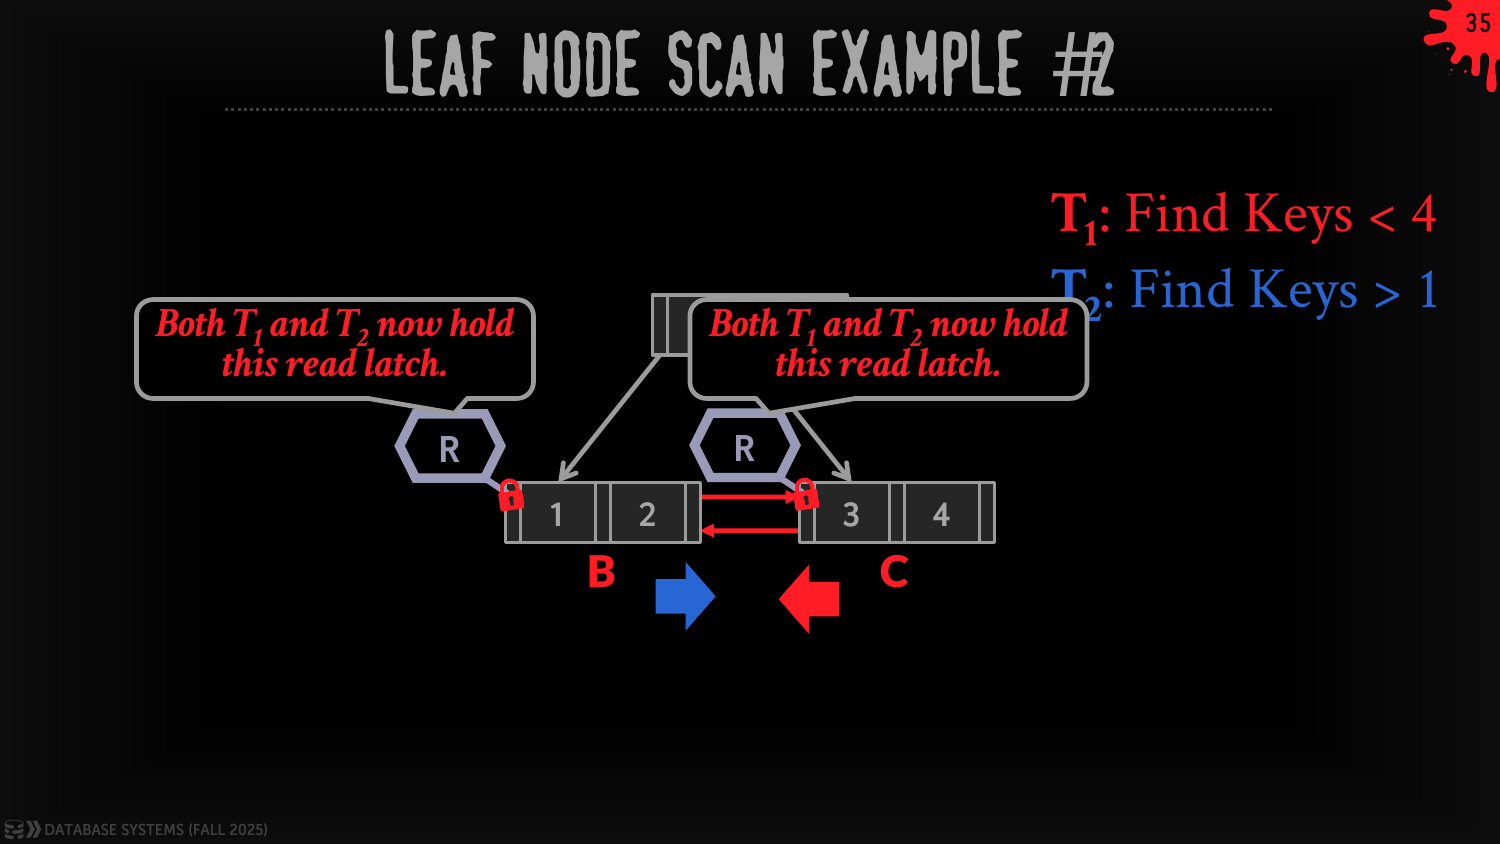 35
LEAF NODE SCAN EXAMPLE #2
T1: Find Keys < 4
T2: Find Keys > 1
Both T1 and T2 now hold
this read latch.
Both T1 and T2 now hold
this read latch.
R
R
1 2
3 4
B
C
DATABASE SYSTEMS (FALL 2025)